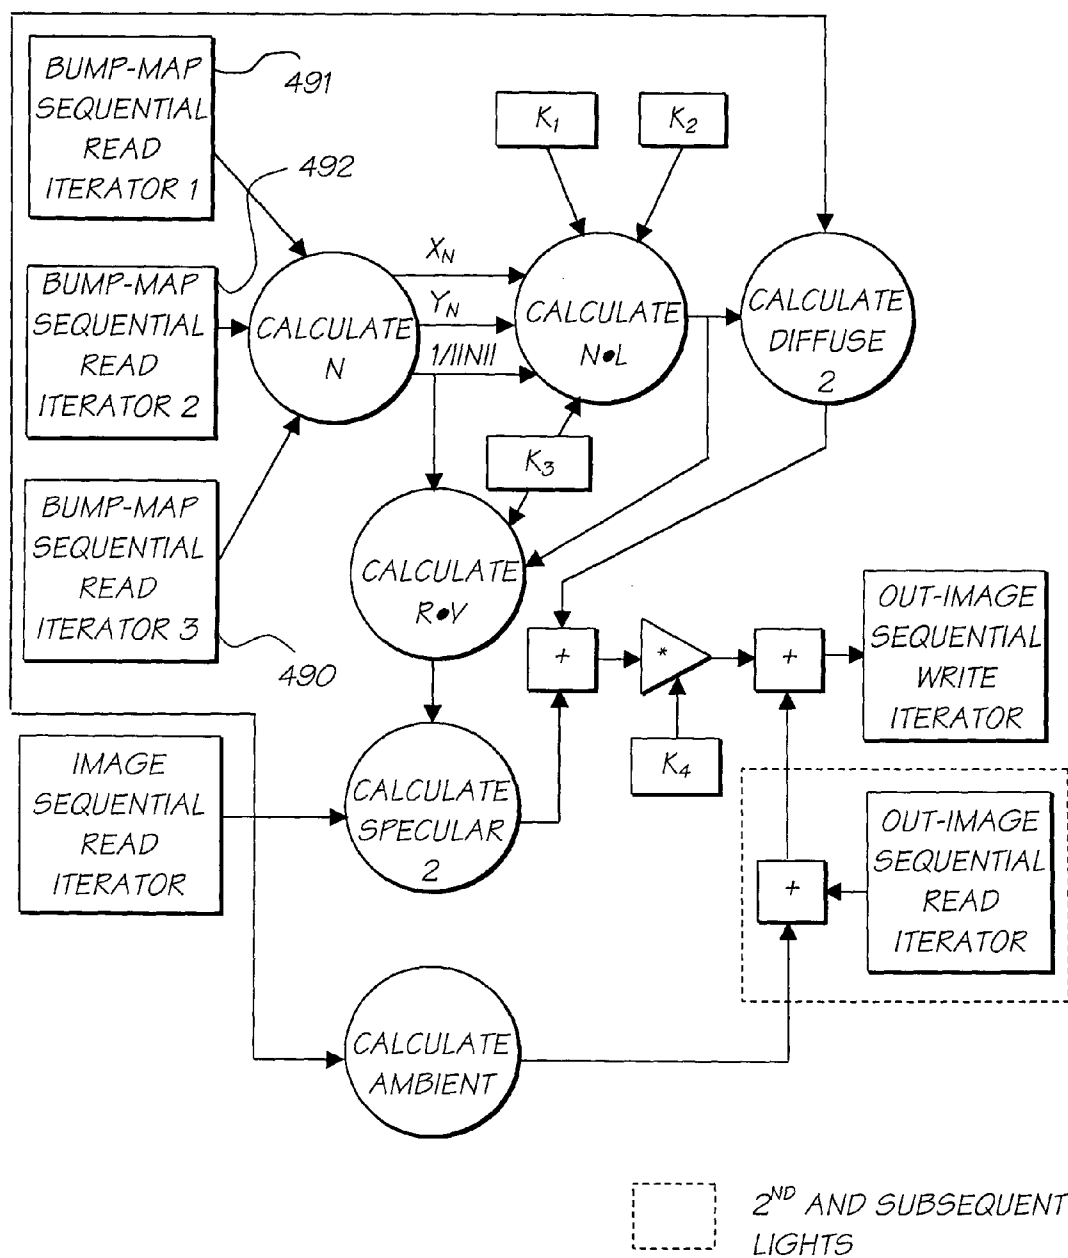 BUMP-MAP
SEQUENTIAL
READ
ITERATOR 1
491
K1
K2
492
BUMP-MAP
SEQUENTIAL
READ
ITERATOR 2
CALCULATE
N
XN
YN
1/||N||
CALCULATE
N•L
CALCULATE
DIFFUSE
2
K3
BUMP-MAP
SEQUENTIAL
READ
ITERATOR 3
490
CALCULATE
R•V
+
*
+
OUT-IMAGE
SEQUENTIAL
WRITE
ITERATOR
K4
IMAGE
SEQUENTIAL
READ
ITERATOR
CALCULATE
SPECULAR
2
OUT-IMAGE
SEQUENTIAL
READ
ITERATOR
+
CALCULATE
AMBIENT
2ND AND SUBSEQUENT
LIGHTS